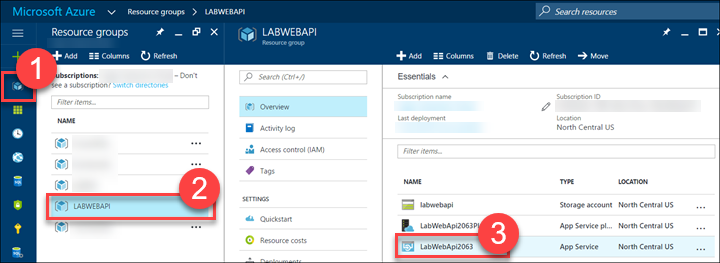 Microsoft Azure Resource groups > LABWEBAPI Search resources
Resource groups
LABWEBAPI
Resource group
Add Columns Refresh
Add Columns Delete Refresh Move
1
Subscriptions: – Don't
see a subscription? Switch directories
Search (Ctrl+/)
Essentials
Filter items...
Overview
Subscription name
Subscription ID
Last deployment
Location
North Central US
NAME
Activity log
Access control (IAM)
Filter items...
Tags
2
NAME TYPE LOCATION
LABWEBAPI
SETTINGS
labwebapi Storage account North Central US ...
Quickstart
LabWebApi2063Pl App Service pl... North Central US ...
Resource costs
LabWebApi2063 3 App Service North Central US ...
Deployments